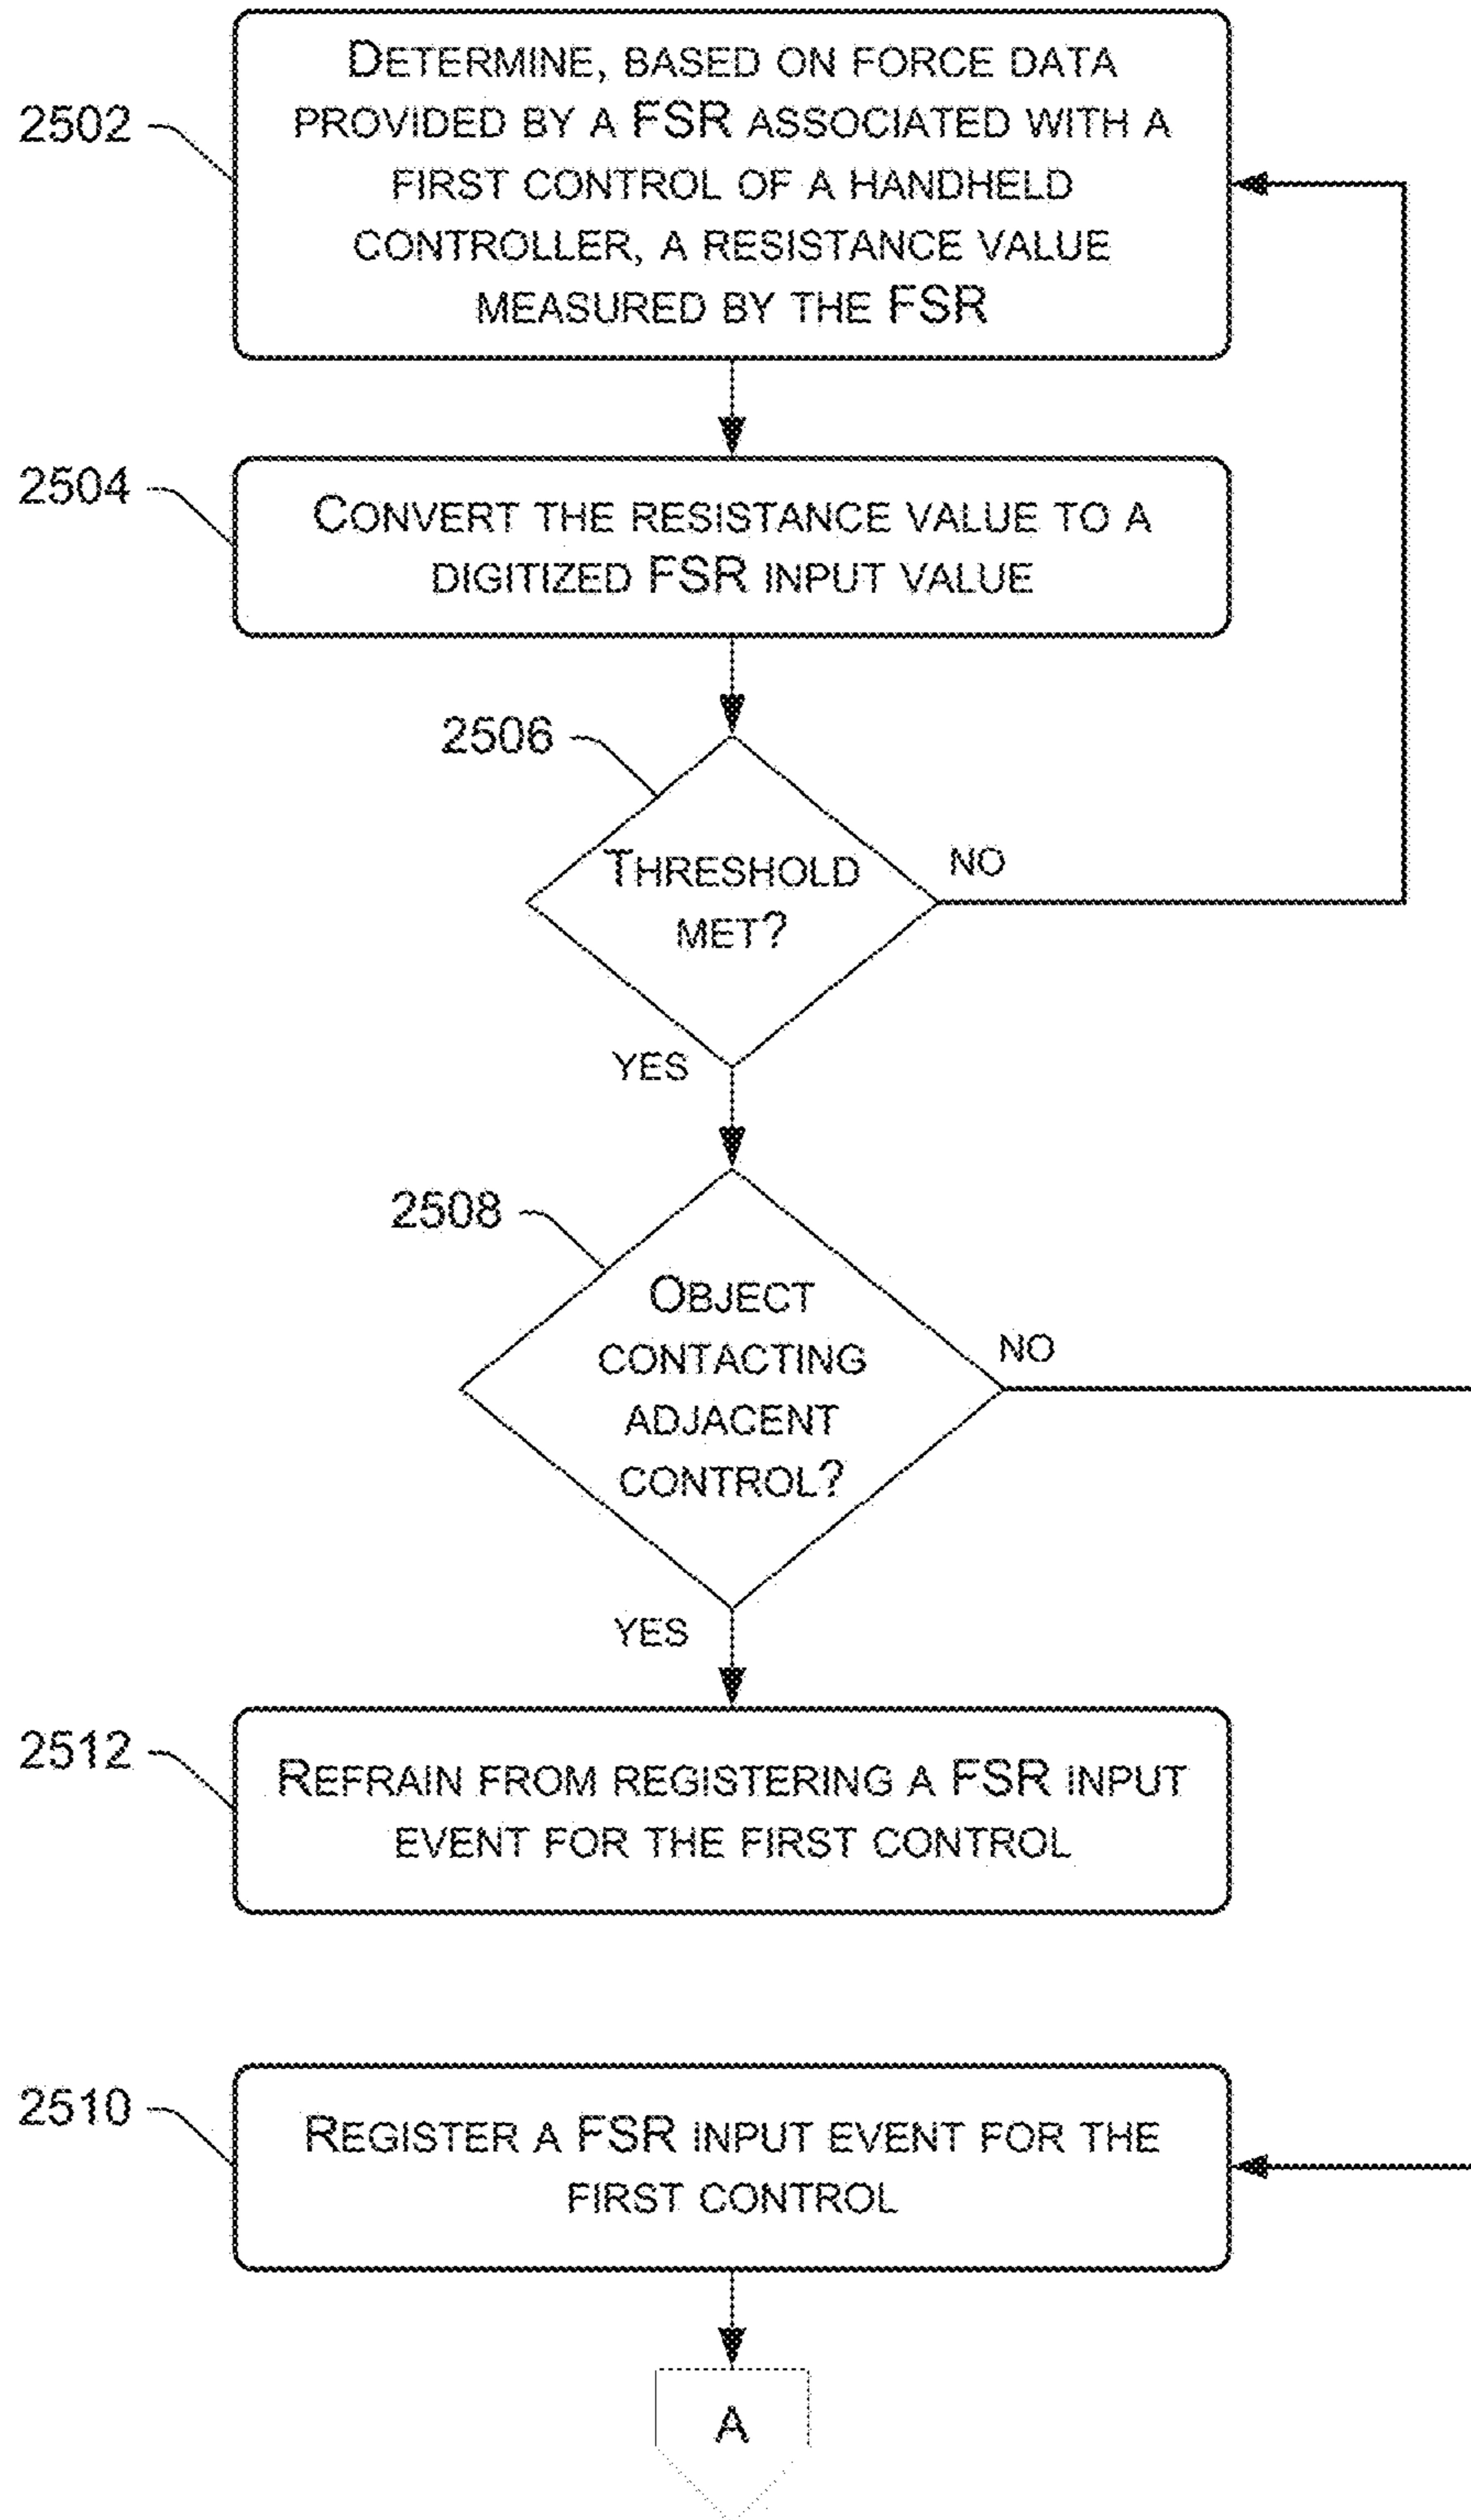 2502
DETERMINE, BASED ON FORCE DATA
PROVIDED BY A FSR ASSOCIATED WITH A
FIRST CONTROL OF A HANDHELD
CONTROLLER, A RESISTANCE VALUE
MEASURED BY THE FSR
2504
CONVERT THE RESISTANCE VALUE TO A
DIGITIZED FSR INPUT VALUE
2506
THRESHOLD
MET?
NO
YES
2508
OBJECT
CONTACTING
ADJACENT
CONTROL?
NO
YES
2512
REFRAIN FROM REGISTERING A FSR INPUT
EVENT FOR THE FIRST CONTROL
2510
REGISTER A FSR INPUT EVENT FOR THE
FIRST CONTROL
A